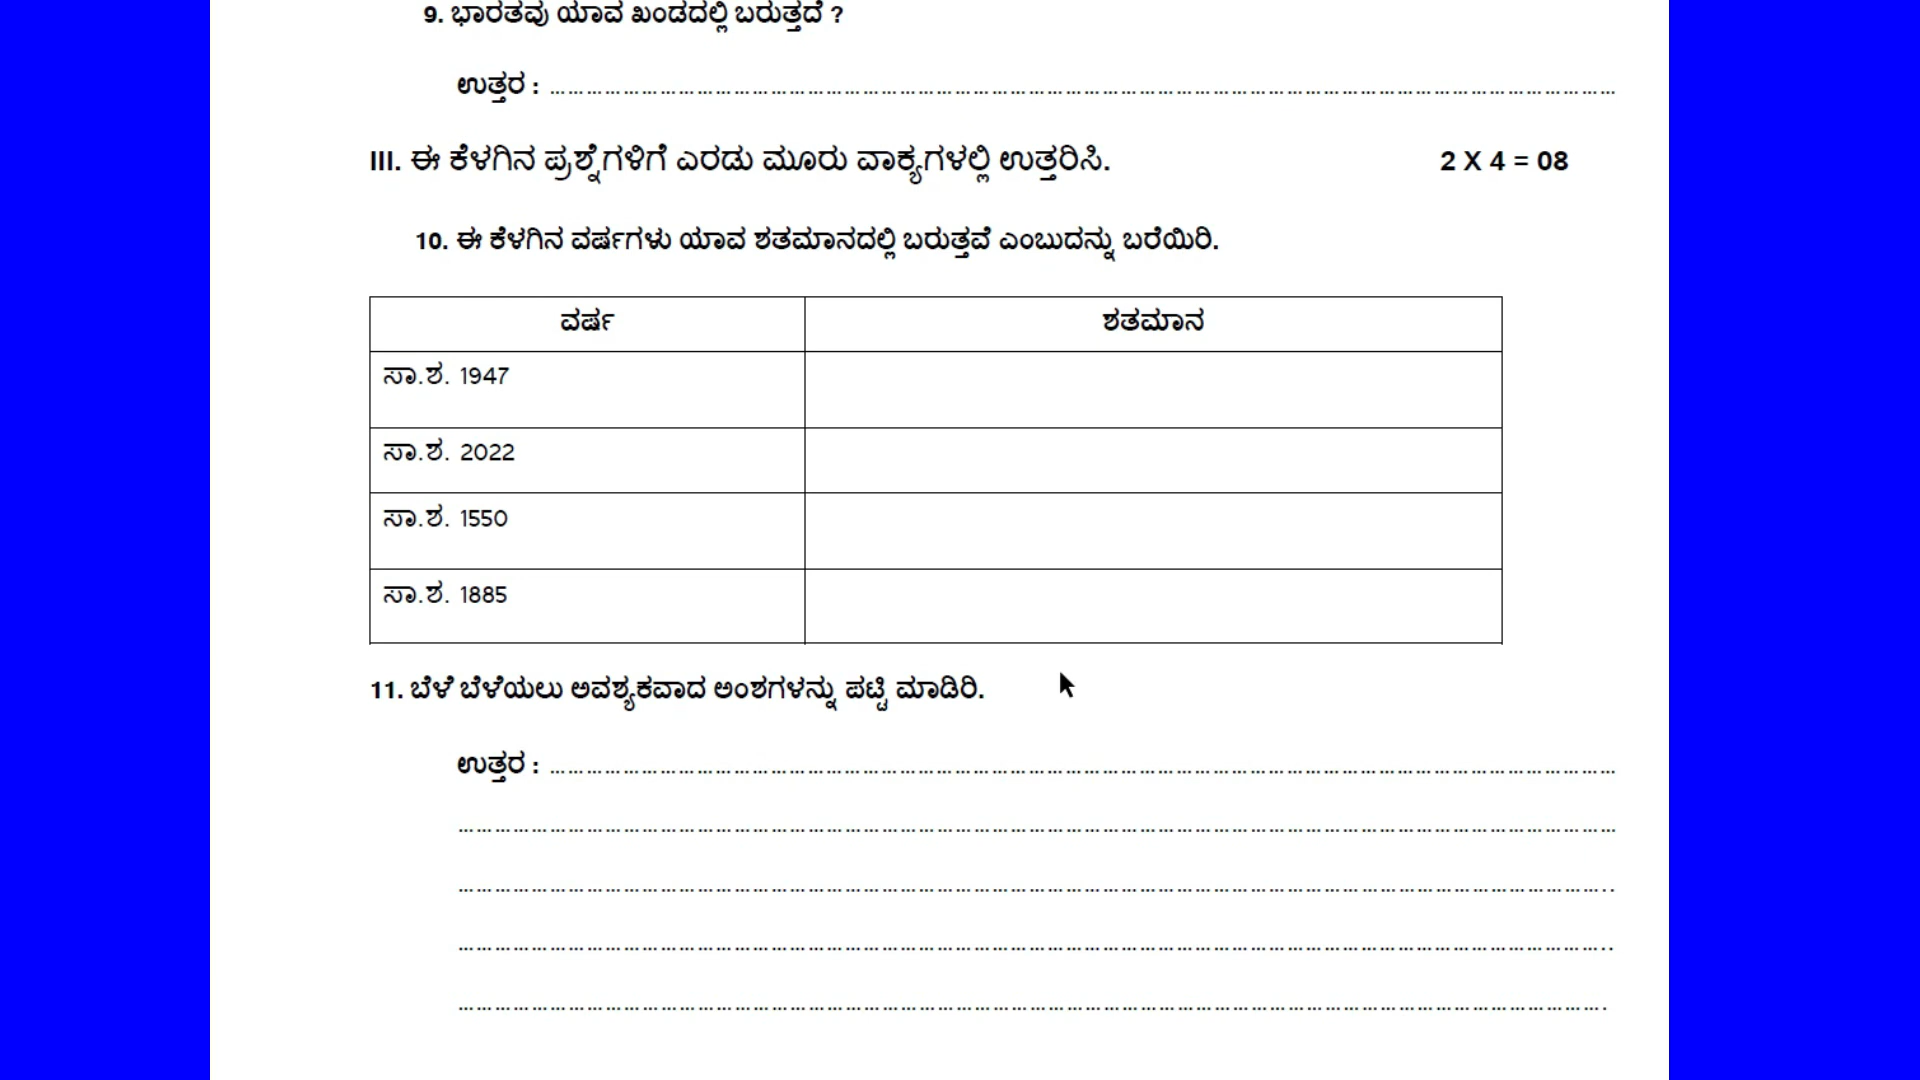 9. ಭಾರತವು ಯಾವ ಖಂಡದಲ್ಲಿ ಬರುತ್ತದೆ ?
ಉತ್ತರ : ………………………………………………………………………………………………………………
III. ಈ ಕೆಳಗಿನ ಪ್ರಶ್ನೆಗಳಿಗೆ ಎರಡು ಮೂರು ವಾಕ್ಯಗಳಲ್ಲಿ ಉತ್ತರಿಸಿ. 2 X 4 = 08
10. ಈ ಕೆಳಗಿನ ವರ್ಷಗಳು ಯಾವ ಶತಮಾನದಲ್ಲಿ ಬರುತ್ತವೆ ಎಂಬುದನ್ನು ಬರೆಯಿರಿ.
ವರ್ಷ ಶತಮಾನ
ಸಾ.ಶ. 1947
ಸಾ.ಶ. 2022
ಸಾ.ಶ. 1550
ಸಾ.ಶ. 1885
11. ಬೆಳೆ ಬೆಳೆಯಲು ಅವಶ್ಯಕವಾದ ಅಂಶಗಳನ್ನು ಪಟ್ಟಿ ಮಾಡಿರಿ.
ಉತ್ತರ : ………………………………………………………………………………………………………………
………………………………………………………………………………………………………………………
………………………………………………………………………………………………………………………..
………………………………………………………………………………………………………………………..
……………………………………………………………………………………………………………………….